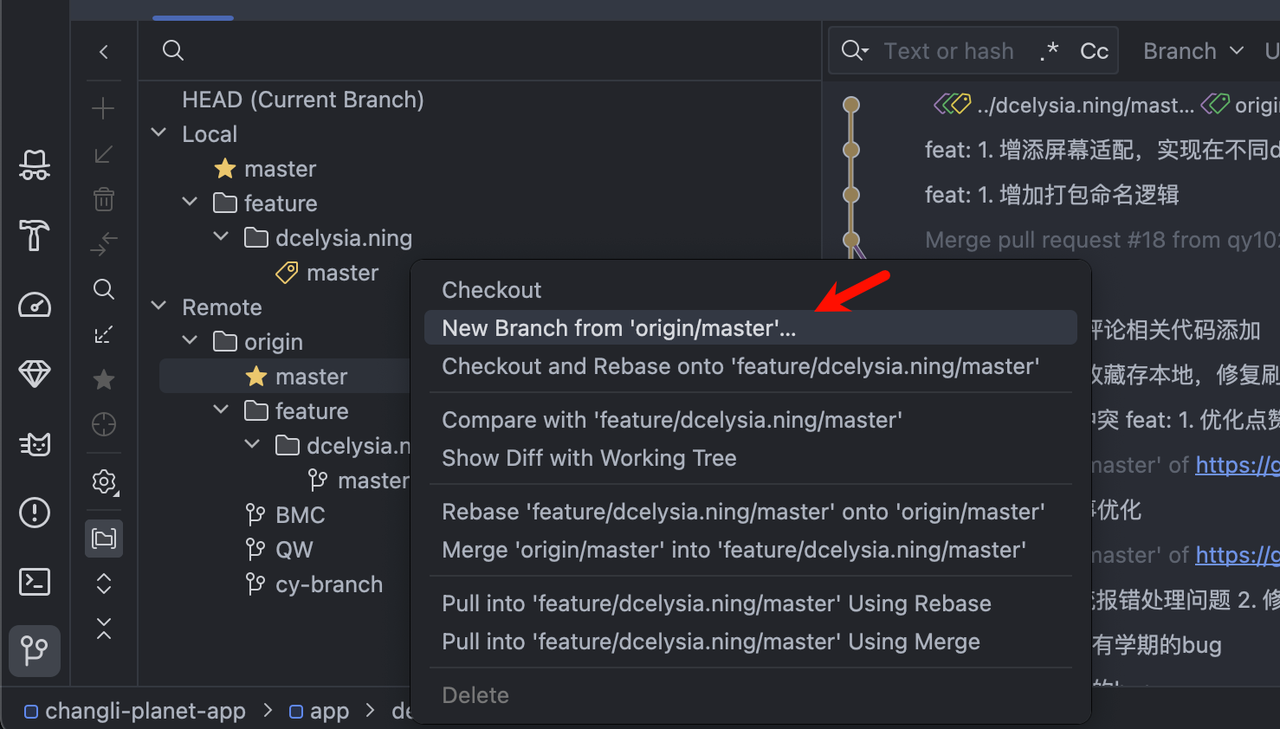 Text or hash .* Cc Branch
HEAD (Current Branch)
Local
master
feature
dcelysia.ning
master
Remote
origin
master
feature
dcelysia.n
master
BMC
QW
cy-branch
../dcelysia.ning/mast... origin
feat: 1. 增添屏幕适配，实现在不同d
feat: 1. 增加打包命名逻辑
Merge pull request #18 from qy10
评论相关代码添加
收藏存本地，修复刷
冲突 feat: 1. 优化点赞
master' of https://g
优化
master' of https://g
报错处理问题 2. 修
有学期的bug
Checkout
New Branch from 'origin/master'...
Checkout and Rebase onto 'feature/dcelysia.ning/master'
Compare with 'feature/dcelysia.ning/master'
Show Diff with Working Tree
Rebase 'feature/dcelysia.ning/master' onto 'origin/master'
Merge 'origin/master' into 'feature/dcelysia.ning/master'
Pull into 'feature/dcelysia.ning/master' Using Rebase
Pull into 'feature/dcelysia.ning/master' Using Merge
Delete
changli-planet-app > app > de